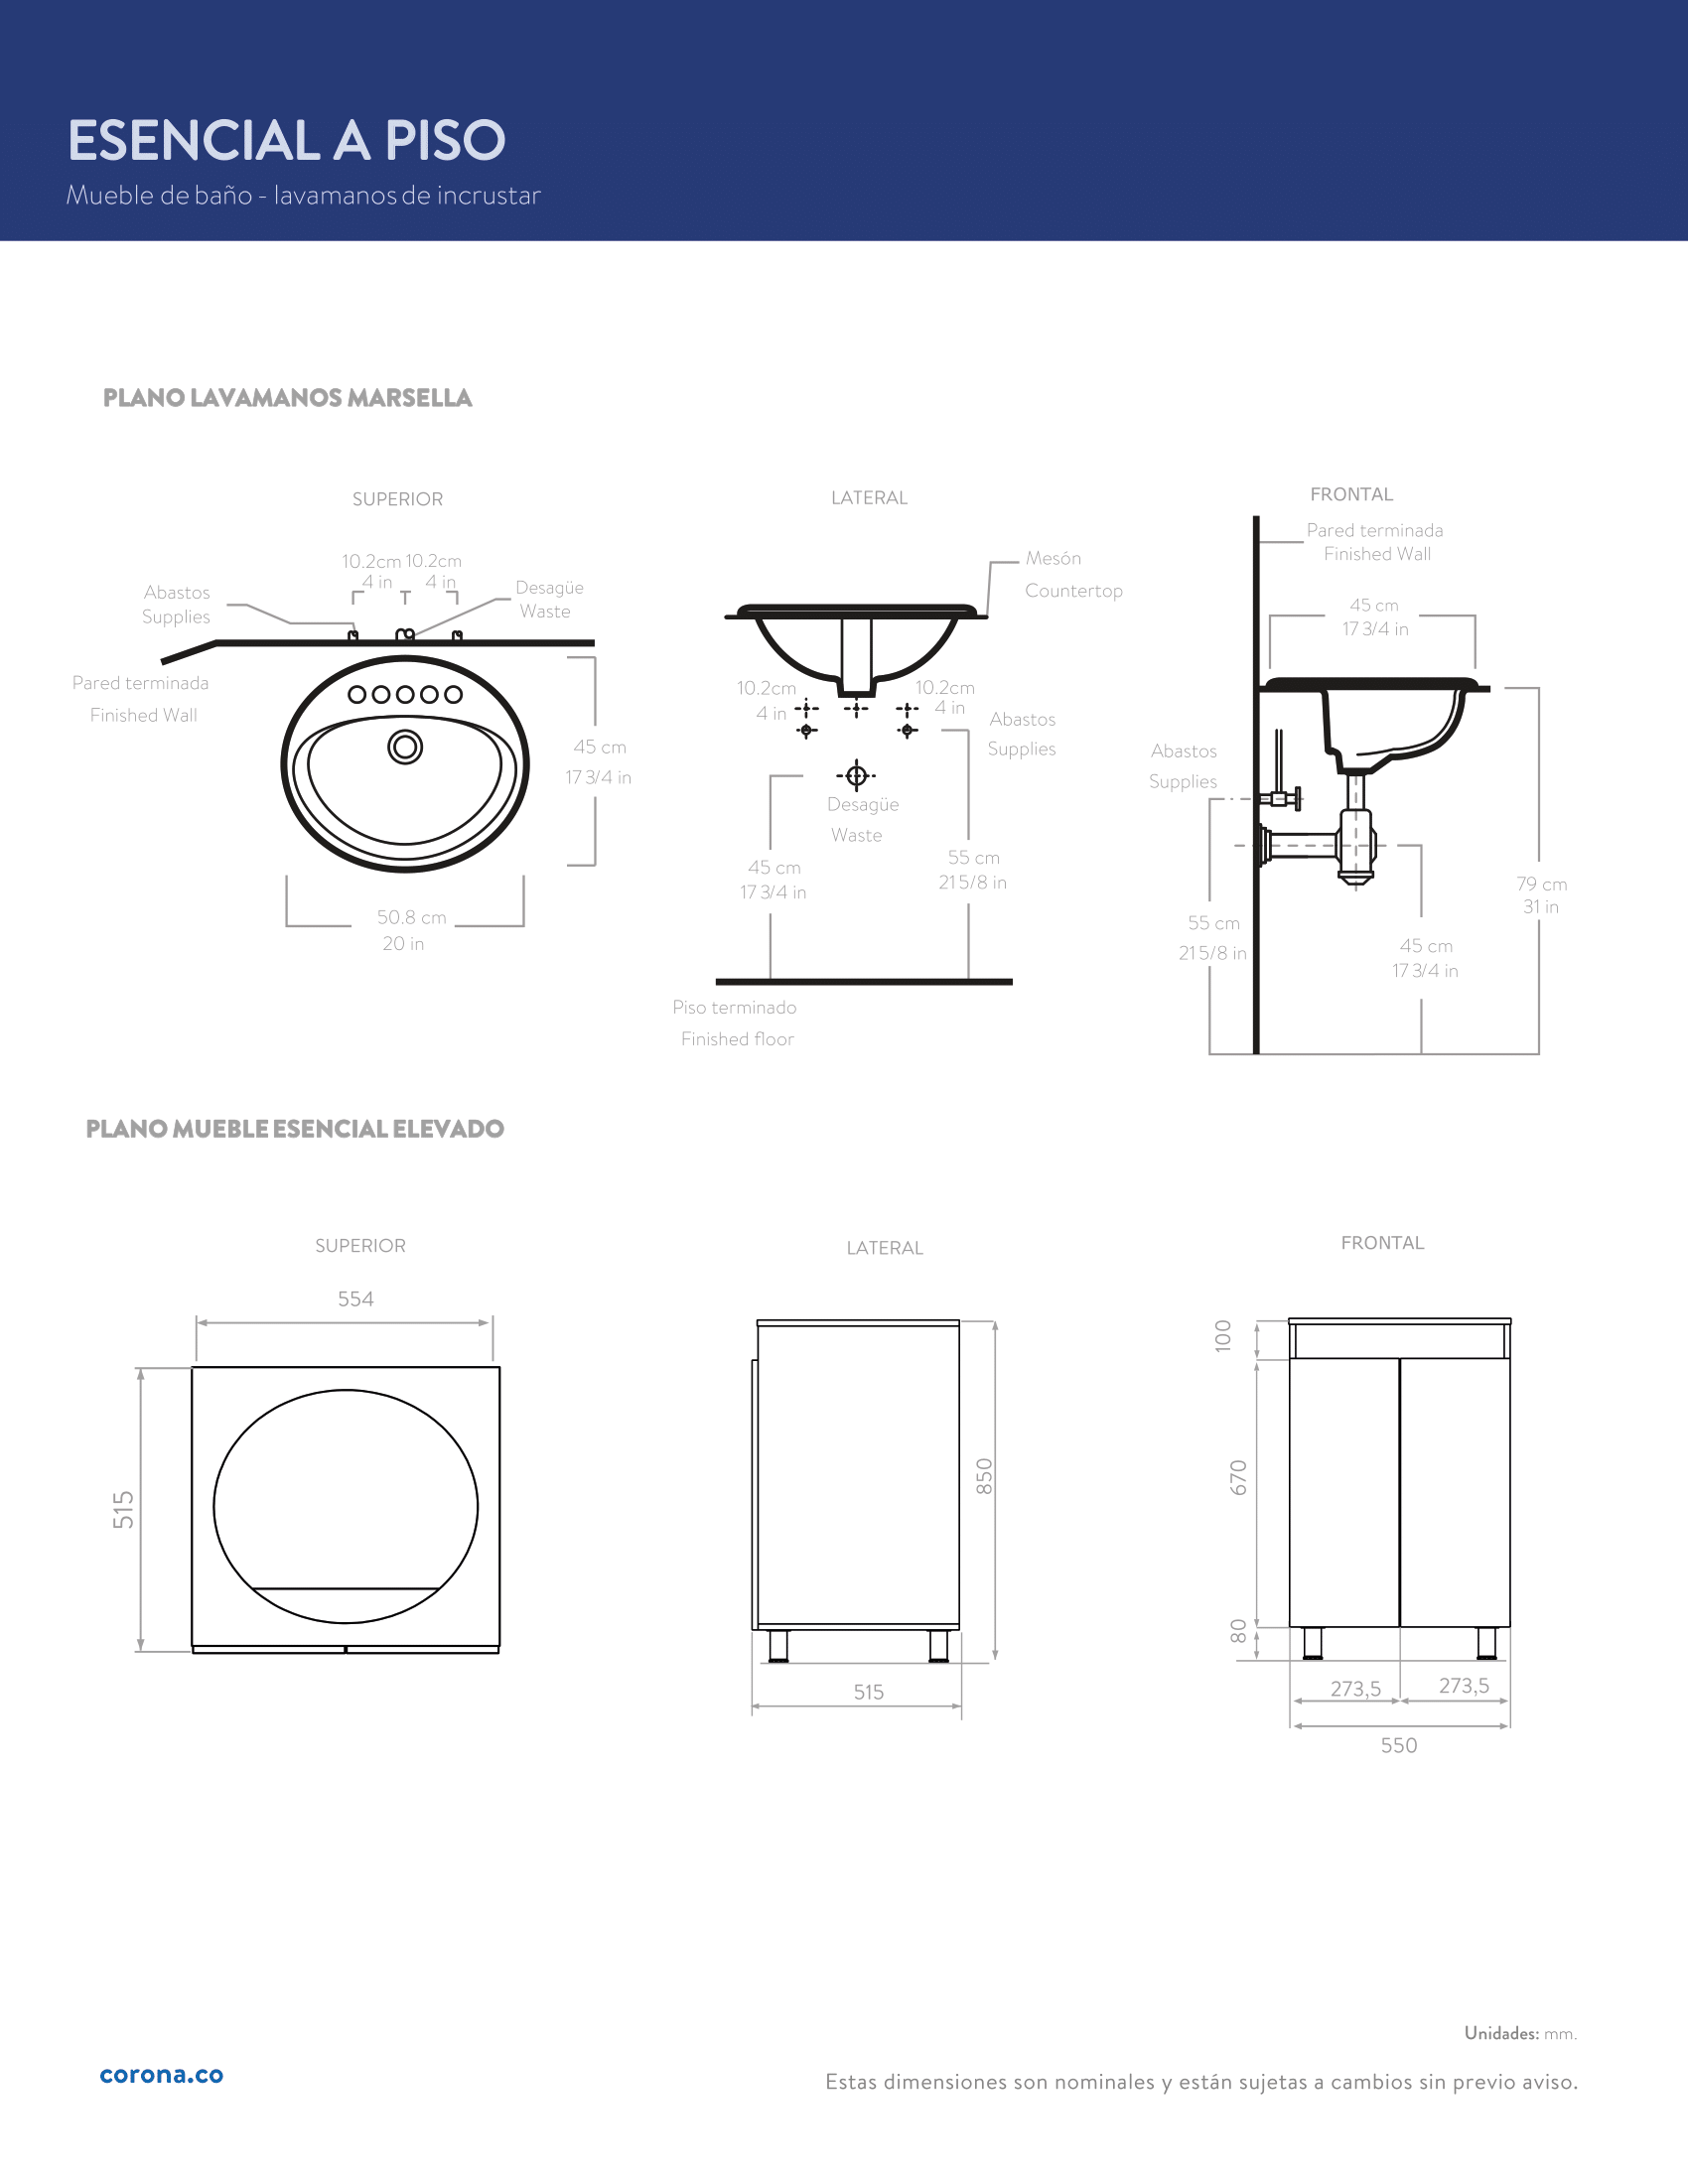 ESENCIAL A PISO
Mueble de baño - lavamanos de incrustar
PLANO LAVAMANOS MARSELLA
SUPERIOR
10.2cm 10.2cm
4 in 4 in
Abastos
Supplies
Desagüe
Waste
Pared terminada
Finished Wall
45 cm
17 3/4 in
50.8 cm
20 in
LATERAL
Mesón
Countertop
10.2cm
4 in
10.2cm
4 in
Abastos
Supplies
Desagüe
Waste
45 cm
17 3/4 in
55 cm
21 5/8 in
Piso terminado
Finished floor
FRONTAL
Pared terminada
Finished Wall
45 cm
17 3/4 in
Abastos
Supplies
55 cm
21 5/8 in
45 cm
17 3/4 in
79 cm
31 in
PLANO MUEBLE ESENCIAL ELEVADO
SUPERIOR
554
515
LATERAL
850
515
FRONTAL
100
670
80
273,5 273,5
550
Unidades: mm.
corona.co
Estas dimensiones son nominales y están sujetas a cambios sin previo aviso.